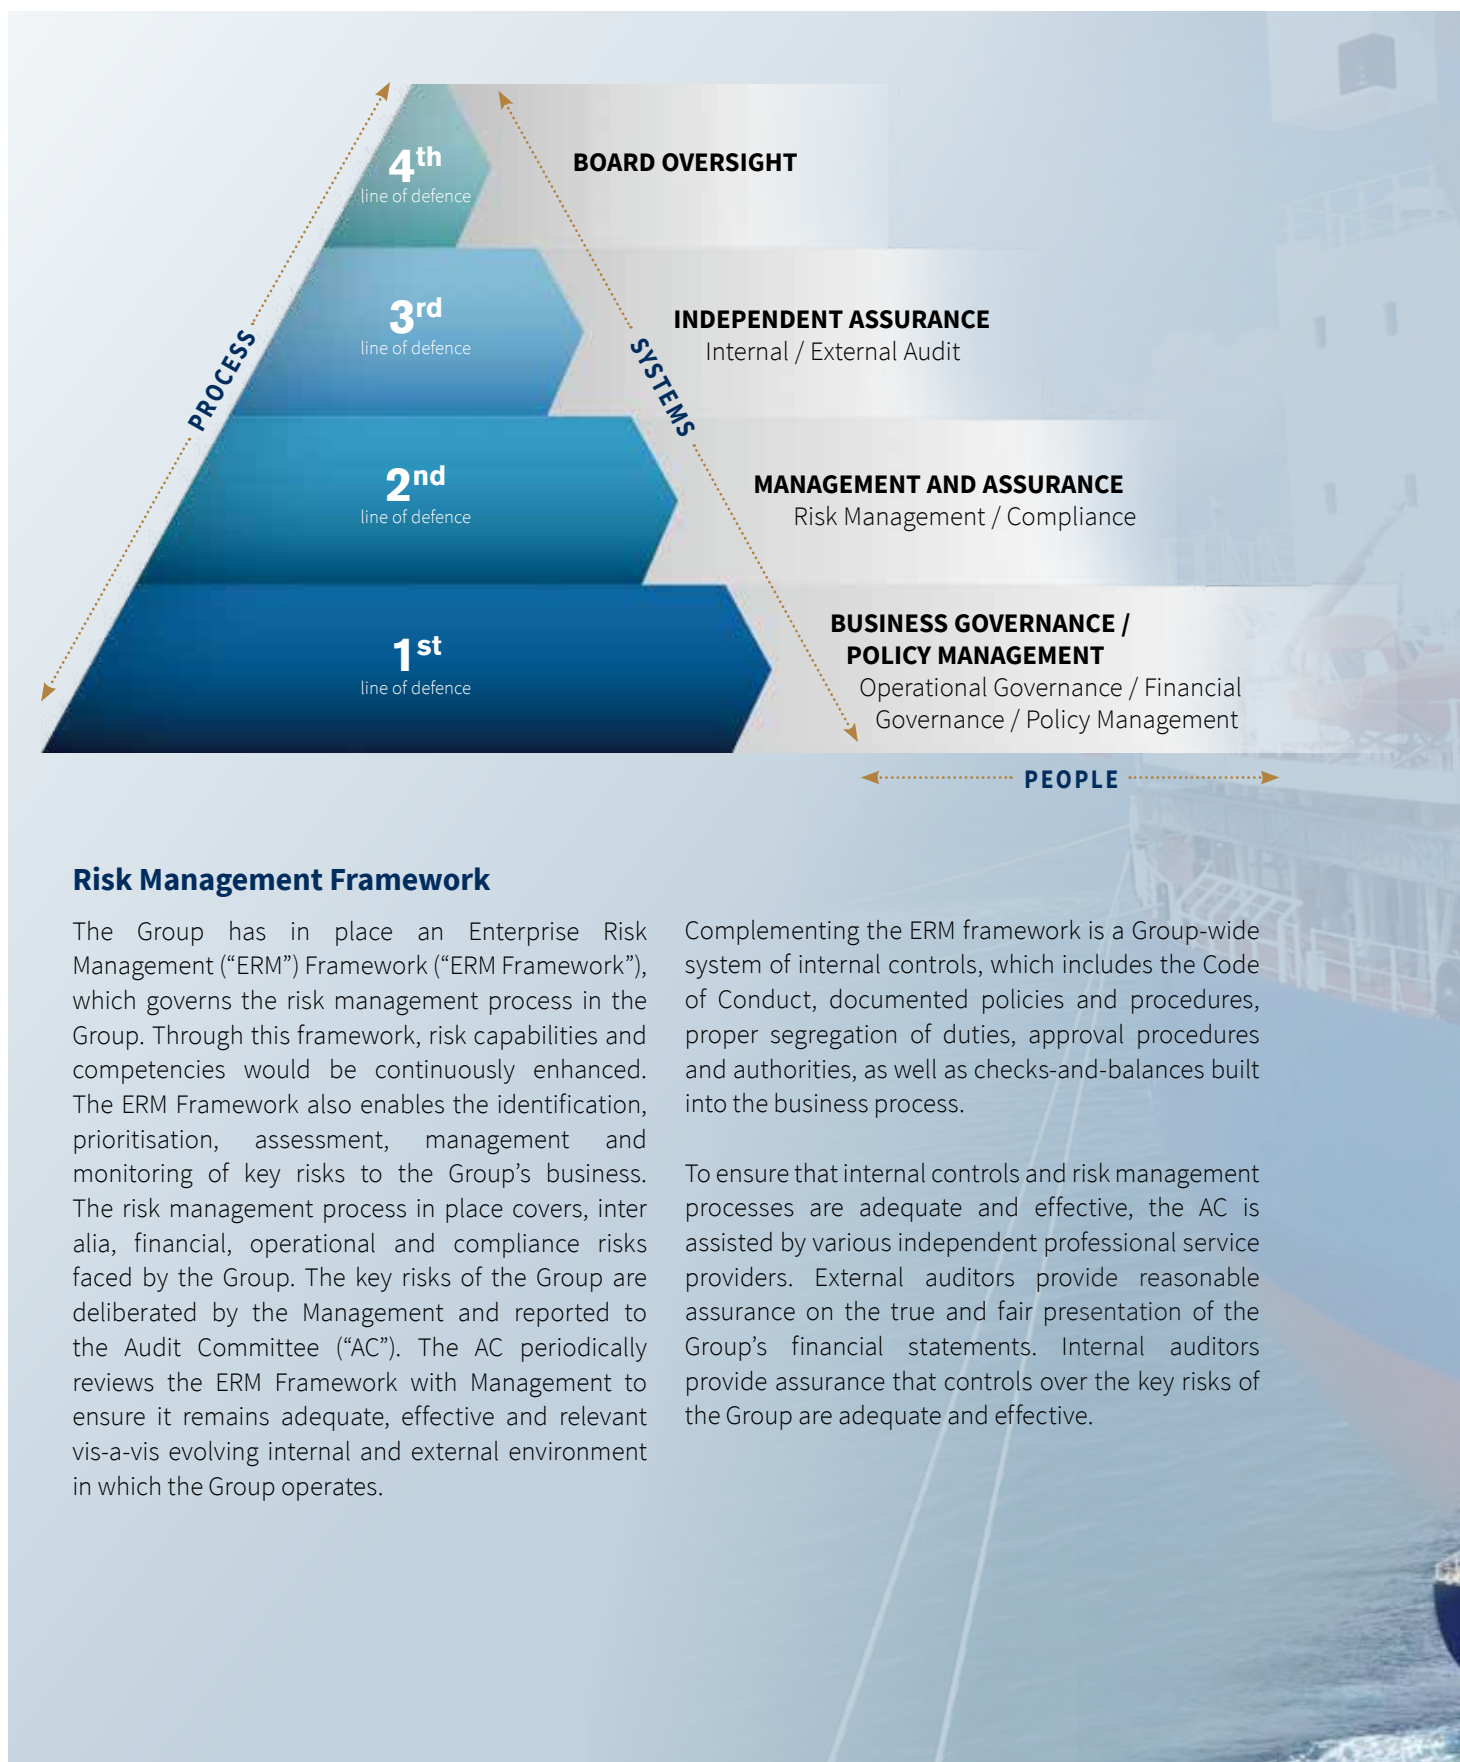 4th
line of defence
BOARD OVERSIGHT
3rd
line of defence
INDEPENDENT ASSURANCE
Internal / External Audit
PROCESS
SYSTEMS
2nd
line of defence
MANAGEMENT AND ASSURANCE
Risk Management / Compliance
1st
line of defence
BUSINESS GOVERNANCE /
POLICY MANAGEMENT
Operational Governance / Financial
Governance / Policy Management
PEOPLE
Risk Management Framework
The Group has in place an Enterprise Risk
Management (“ERM”) Framework (“ERM Framework”),
which governs the risk management process in the
Group. Through this framework, risk capabilities and
competencies would be continuously enhanced.
The ERM Framework also enables the identification,
prioritisation, assessment, management and
monitoring of key risks to the Group’s business.
The risk management process in place covers, inter
alia, financial, operational and compliance risks
faced by the Group. The key risks of the Group are
deliberated by the Management and reported to
the Audit Committee (“AC”). The AC periodically
reviews the ERM Framework with Management to
ensure it remains adequate, effective and relevant
vis-a-vis evolving internal and external environment
in which the Group operates.
Complementing the ERM framework is a Group-wide
system of internal controls, which includes the Code
of Conduct, documented policies and procedures,
proper segregation of duties, approval procedures
and authorities, as well as checks-and-balances built
into the business process.
To ensure that internal controls and risk management
processes are adequate and effective, the AC is
assisted by various independent professional service
providers. External auditors provide reasonable
assurance on the true and fair presentation of the
Group’s financial statements. Internal auditors
provide assurance that controls over the key risks of
the Group are adequate and effective.